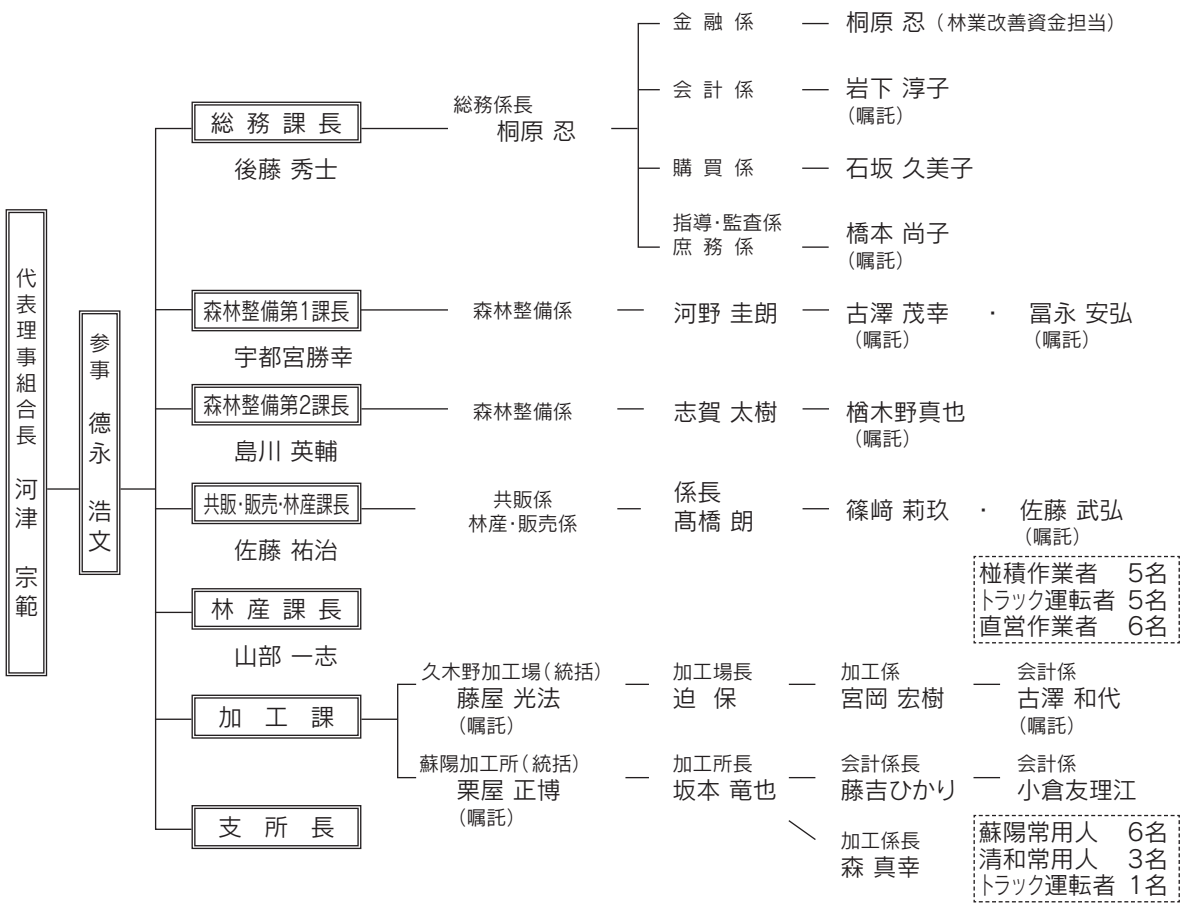 代表理事組合長 河津 宗範
参事 德永 浩文
総務課長
後藤 秀士
総務係長
桐原 忍
金融係 桐原 忍（林業改善資金担当）
会計係 岩下 淳子
（嘱託）
購買係 石坂 久美子
指導・監査係
庶務係 橋本 尚子
（嘱託）
森林整備第1課長 森林整備係 河野 圭朗 古澤 茂幸 ・ 冨永 安弘
（嘱託） （嘱託）
宇都宮勝幸
森林整備第2課長 森林整備係 志賀 太樹 楢木野真也
（嘱託）
島川 英輔
共販・販売・林産課長 共販係
林産・販売係
係長
髙橋 朗 篠﨑 莉玖 ・ 佐藤 武弘
（嘱託）
佐藤 祐治
椪積作業者 5名
トラック運転者 5名
直営作業者 6名
林産課長
山部 一志
加工課
久木野加工場（統括） 加工場長 加工係 会計係
藤屋 光法 迫 保 宮岡 宏樹 古澤 和代
（嘱託） （嘱託）
蘇陽加工所（統括） 加工所長 会計係長 会計係
栗屋 正博 坂本 竜也 藤吉ひかり 小倉友理江
（嘱託）
加工係長
森 真幸
支所長
蘇陽常用人 6名
清和常用人 3名
トラック運転者 1名